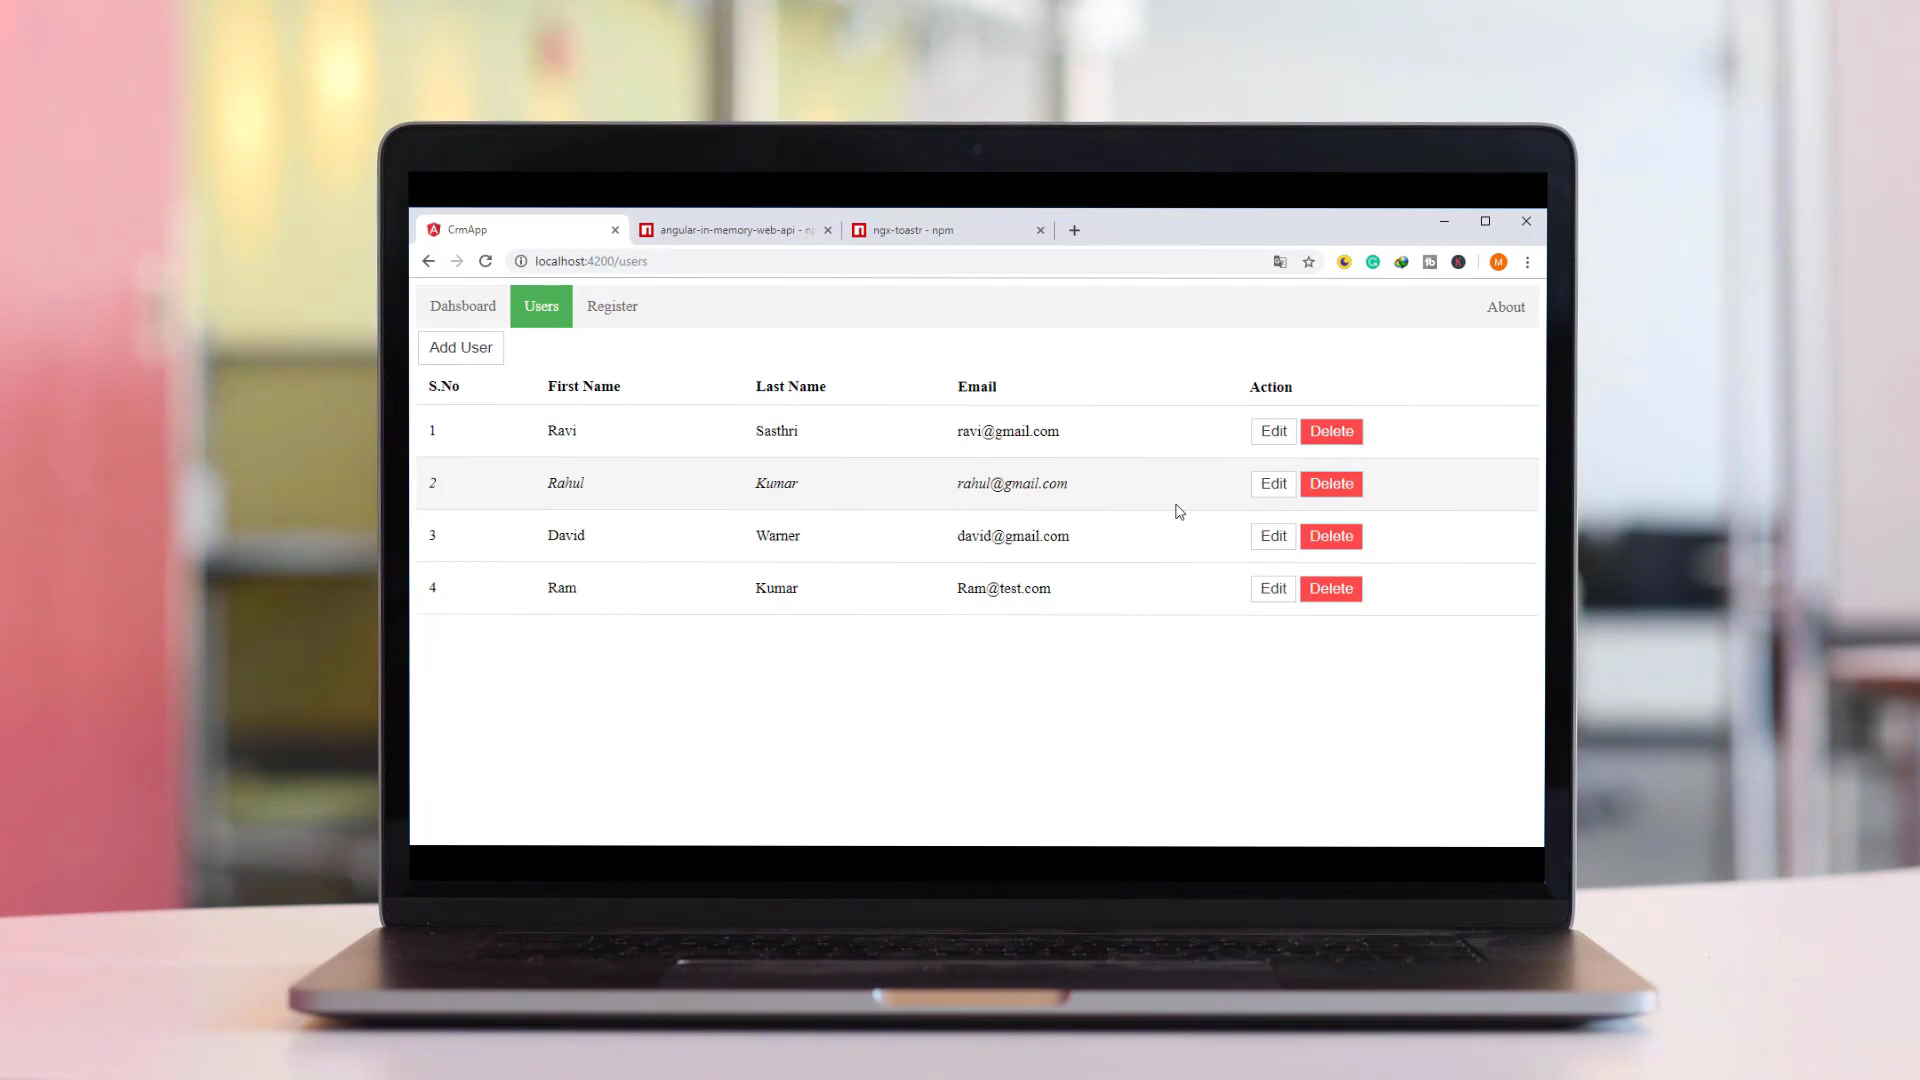 CrmApp
angular-in-memory-web-api - np
ngx-toastr - npm
localhost:4200/users
M
Dahsboard Users Register About
Add User
S.No First Name Last Name Email Action
1 Ravi Sasthri ravi@gmail.com Edit Delete
2 Rahul Kumar rahul@gmail.com Edit Delete
3 David Warner david@gmail.com Edit Delete
4 Ram Kumar Ram@test.com Edit Delete